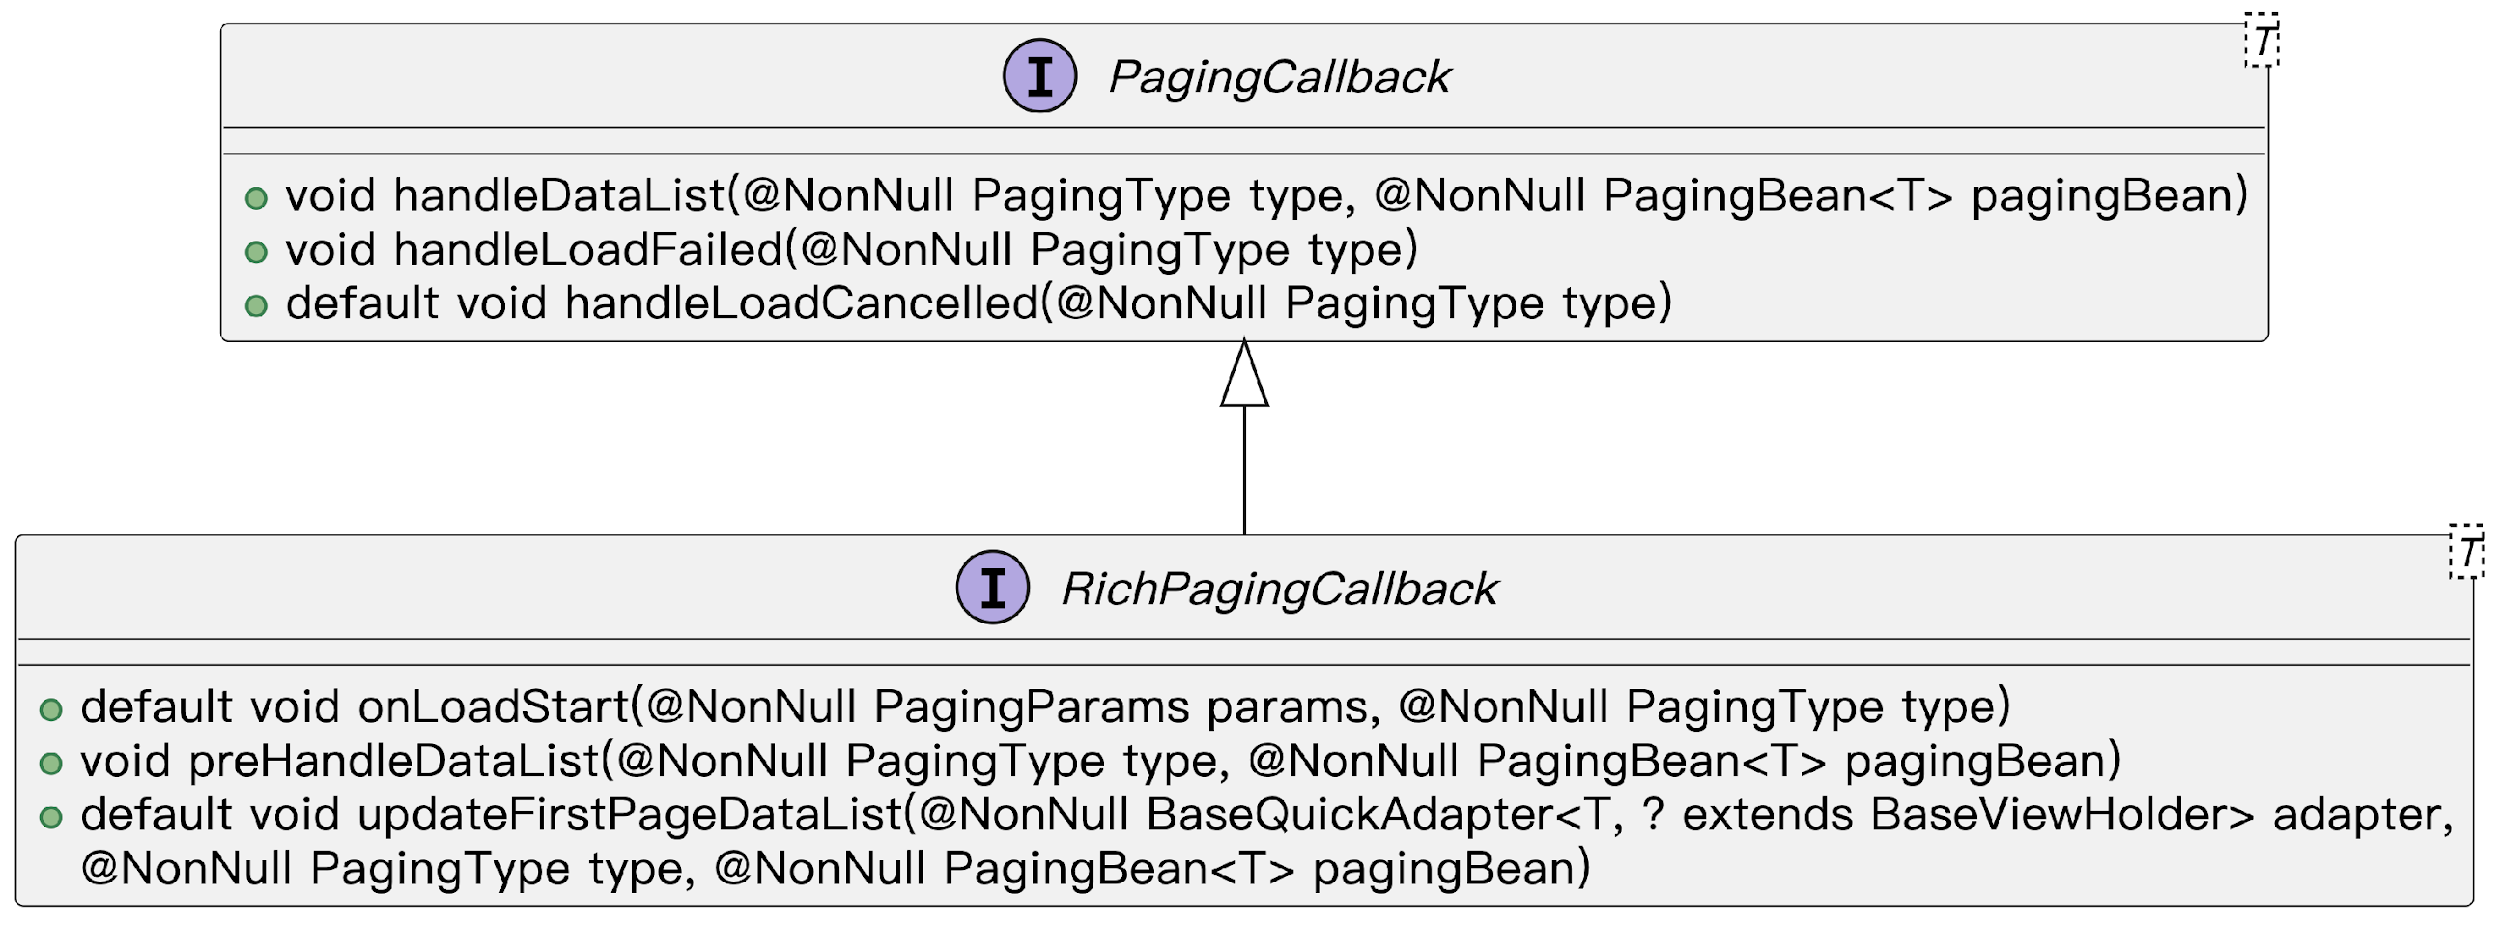 T
I PagingCallback
void handleDataList(@NonNull PagingType type, @NonNull PagingBean<T> pagingBean)
void handleLoadFailed(@NonNull PagingType type)
default void handleLoadCancelled(@NonNull PagingType type)
T
I RichPagingCallback
default void onLoadStart(@NonNull PagingParams params, @NonNull PagingType type)
void preHandleDataList(@NonNull PagingType type, @NonNull PagingBean<T> pagingBean)
default void updateFirstPageDataList(@NonNull BaseQuickAdapter<T, ? extends BaseViewHolder> adapter,
@NonNull PagingType type, @NonNull PagingBean<T> pagingBean)